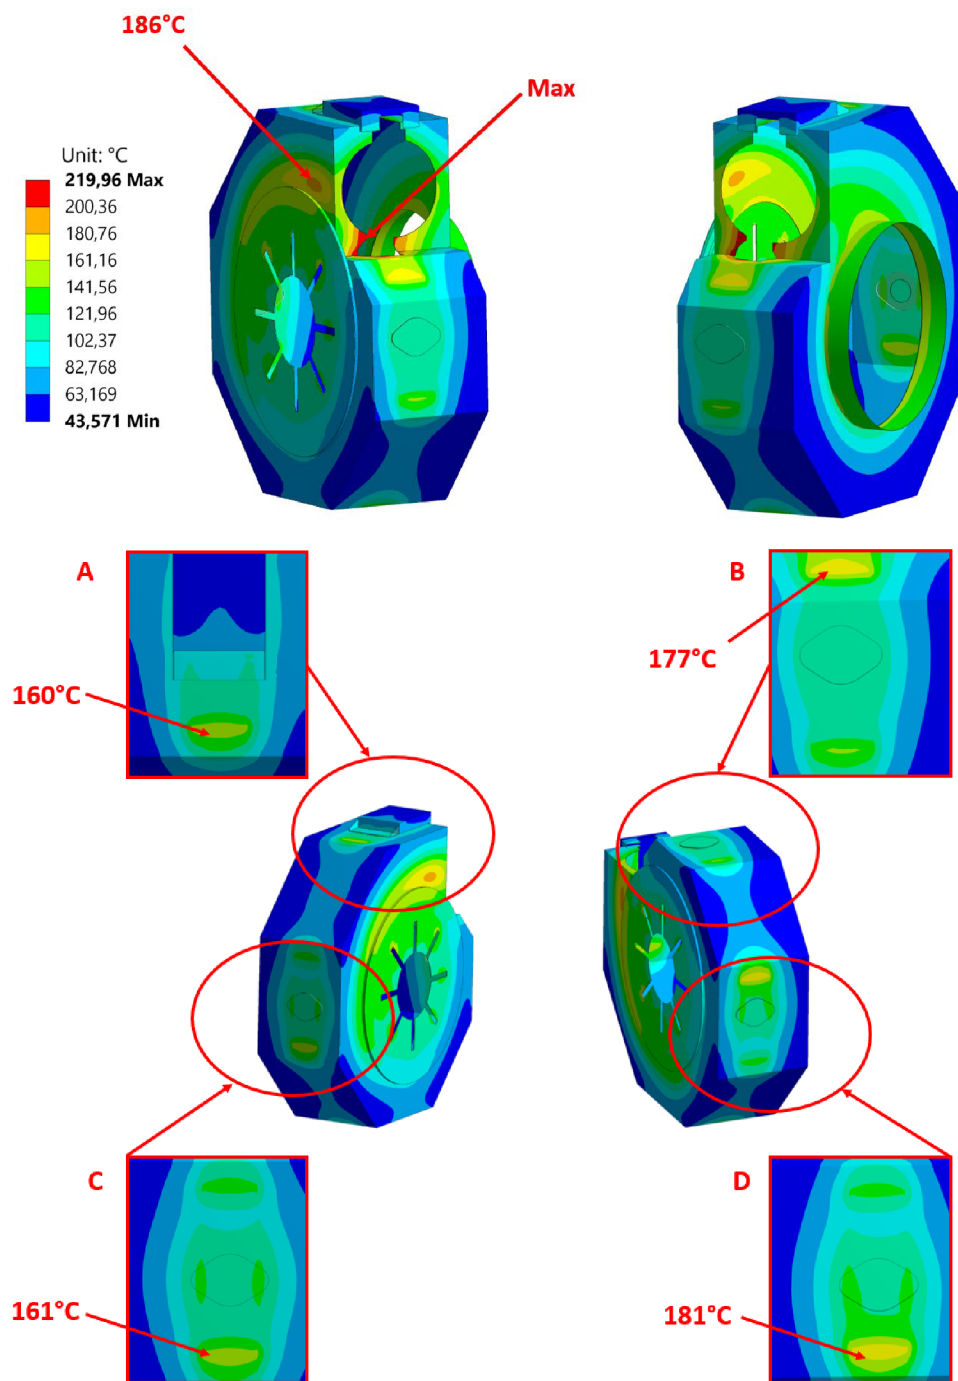 186°C
Max
Unit: °C
219,96 Max
200,36
180,76
161,16
141,56
121,96
102,37
82,768
63,169
43,571 Min
A
B
160°C
177°C
C
D
161°C
181°C